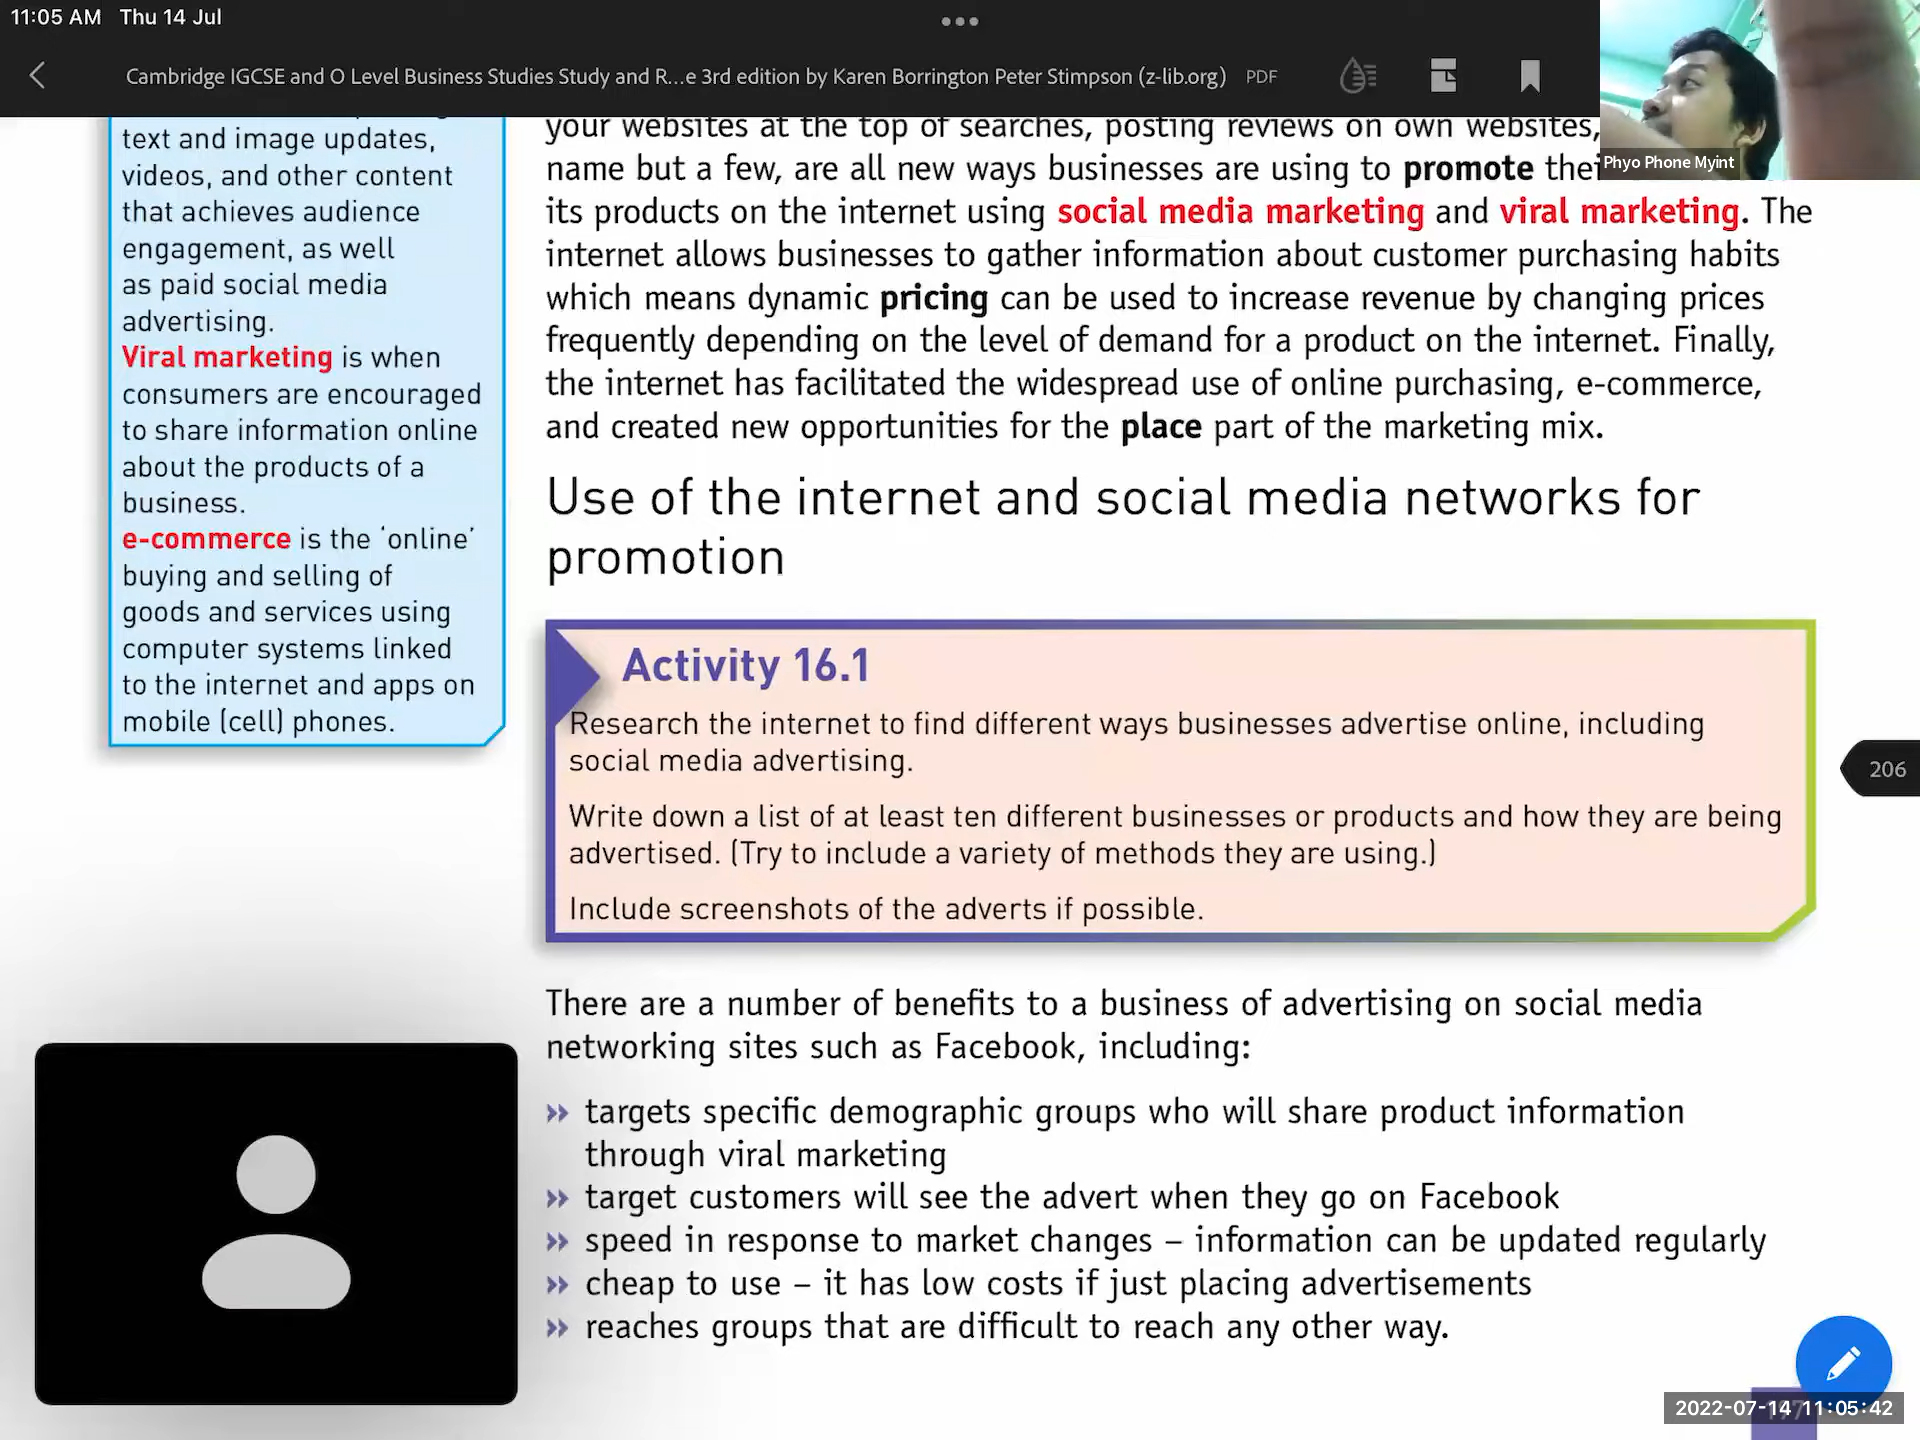 11:05 AM Thu 14 Jul
Cambridge IGCSE and O Level Business Studies Study and R...e 3rd edition by Karen Borrington Peter Stimpson (z-lib.org) PDF
Phyo Phone Myint
text and image updates,
videos, and other content
that achieves audience
engagement, as well
as paid social media
advertising.
Viral marketing is when
consumers are encouraged
to share information online
about the products of a
business.
e-commerce is the ‘online’
buying and selling of
goods and services using
computer systems linked
to the internet and apps on
mobile (cell) phones.
your websites at the top of searches, posting reviews on own websites,
name but a few, are all new ways businesses are using to promote
its products on the internet using social media marketing and viral marketing. The
internet allows businesses to gather information about customer purchasing habits
which means dynamic pricing can be used to increase revenue by changing prices
frequently depending on the level of demand for a product on the internet. Finally,
the internet has facilitated the widespread use of online purchasing, e-commerce,
and created new opportunities for the place part of the marketing mix.
Use of the internet and social media networks for
promotion
Activity 16.1
Research the internet to find different ways businesses advertise online, including
social media advertising.
Write down a list of at least ten different businesses or products and how they are being
advertised. (Try to include a variety of methods they are using.)
Include screenshots of the adverts if possible.
206
There are a number of benefits to a business of advertising on social media
networking sites such as Facebook, including:
» targets specific demographic groups who will share product information
through viral marketing
» target customers will see the advert when they go on Facebook
» speed in response to market changes – information can be updated regularly
» cheap to use – it has low costs if just placing advertisements
» reaches groups that are difficult to reach any other way.
2022-07-14 11:05:42